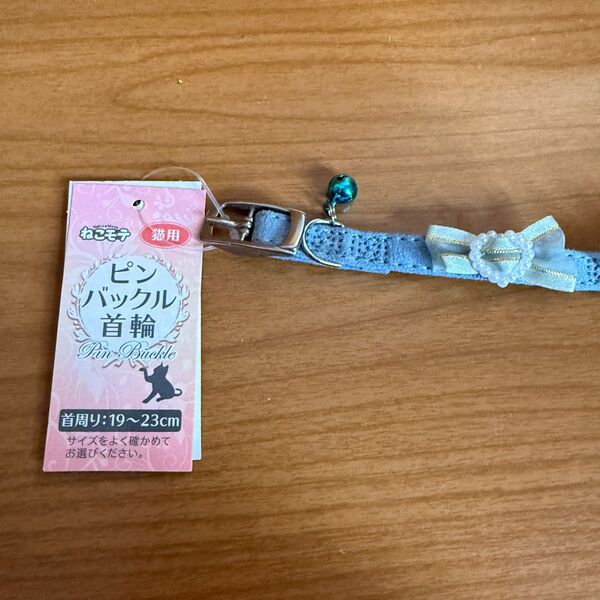 ねこモテ
猫用
ピン
バックル
首輪
Pin Buckle
首周り:19～23cm
サイズをよく確かめて
お選びください。